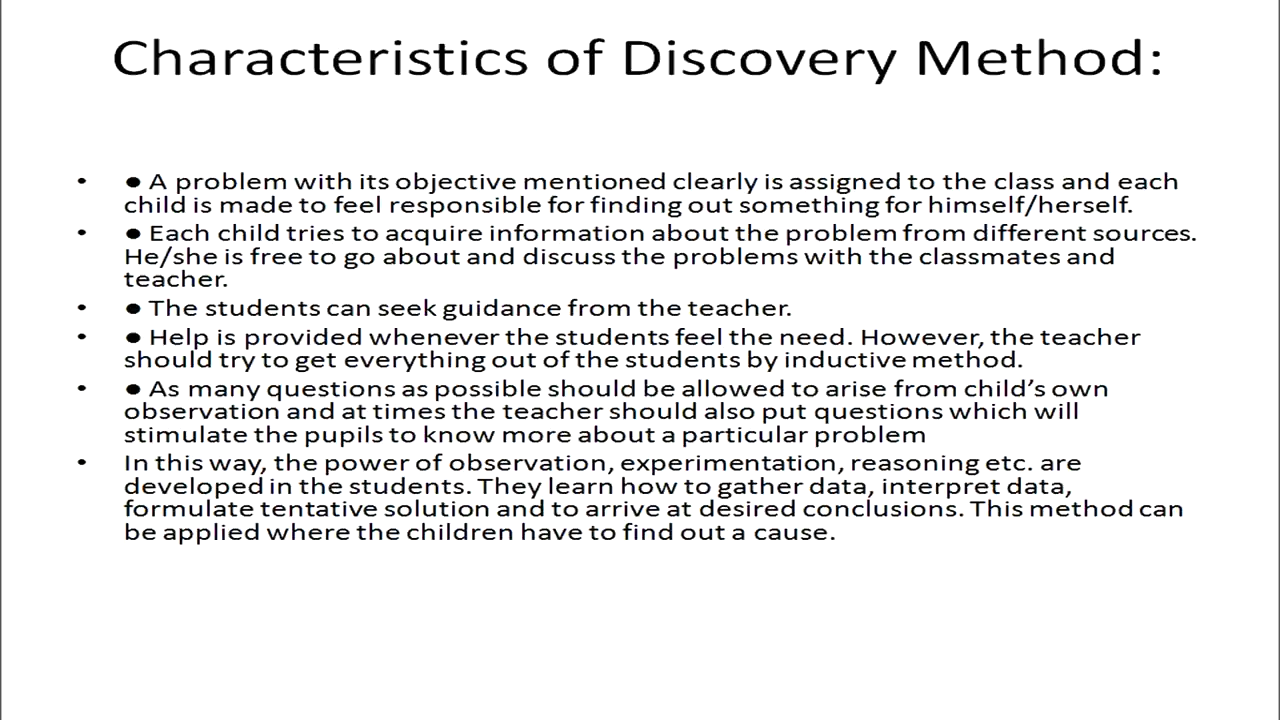 Characteristics of Discovery Method:
• ● A problem with its objective mentioned clearly is assigned to the class and each
child is made to feel responsible for finding out something for himself/herself.
• ● Each child tries to acquire information about the problem from different sources.
He/she is free to go about and discuss the problems with the classmates and
teacher.
• ● The students can seek guidance from the teacher.
• ● Help is provided whenever the students feel the need. However, the teacher
should try to get everything out of the students by inductive method.
• ● As many questions as possible should be allowed to arise from child’s own
observation and at times the teacher should also put questions which will
stimulate the pupils to know more about a particular problem
• In this way, the power of observation, experimentation, reasoning etc. are
developed in the students. They learn how to gather data, interpret data,
formulate tentative solution and to arrive at desired conclusions. This method can
be applied where the children have to find out a cause.